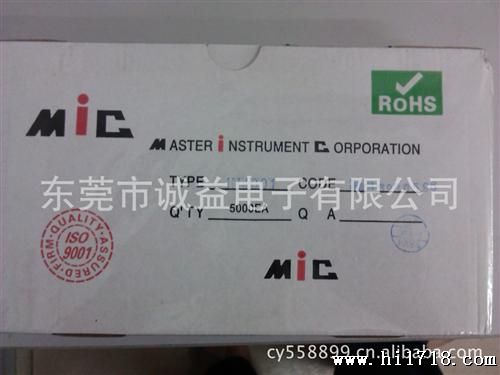 MiC
ROHS
MASTER iNSTRUMENT CORPORATION
TYPE CODE
东莞市诚益电子有限公司
Q'TY 5000EA Q A
FIRM-QUALITY-ASSURED
ISO
9001
MiC
cy558899.cn.alibaba.com
www.hi1718.com